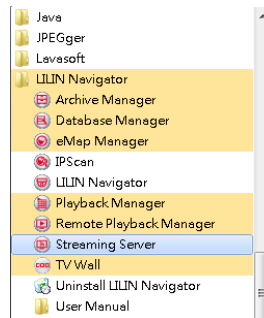 Java
JPEGger
Lavasoft
LILIN Navigator
Archive Manager
Database Manager
eMap Manager
IPScan
LILIN Navigator
Playback Manager
Remote Playback Manager
Streaming Server
TV Wall
Uninstall LILIN Navigator
User Manual